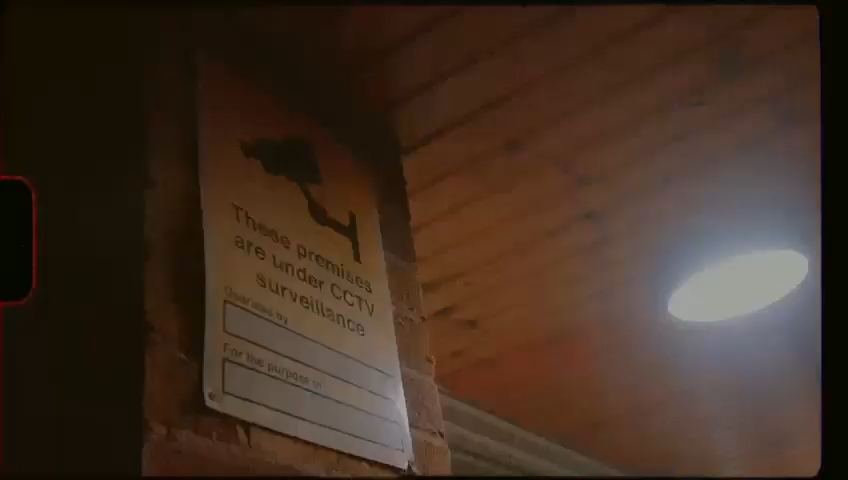 These premises
are under CCTV
surveillance
Operated by
For the purpose of